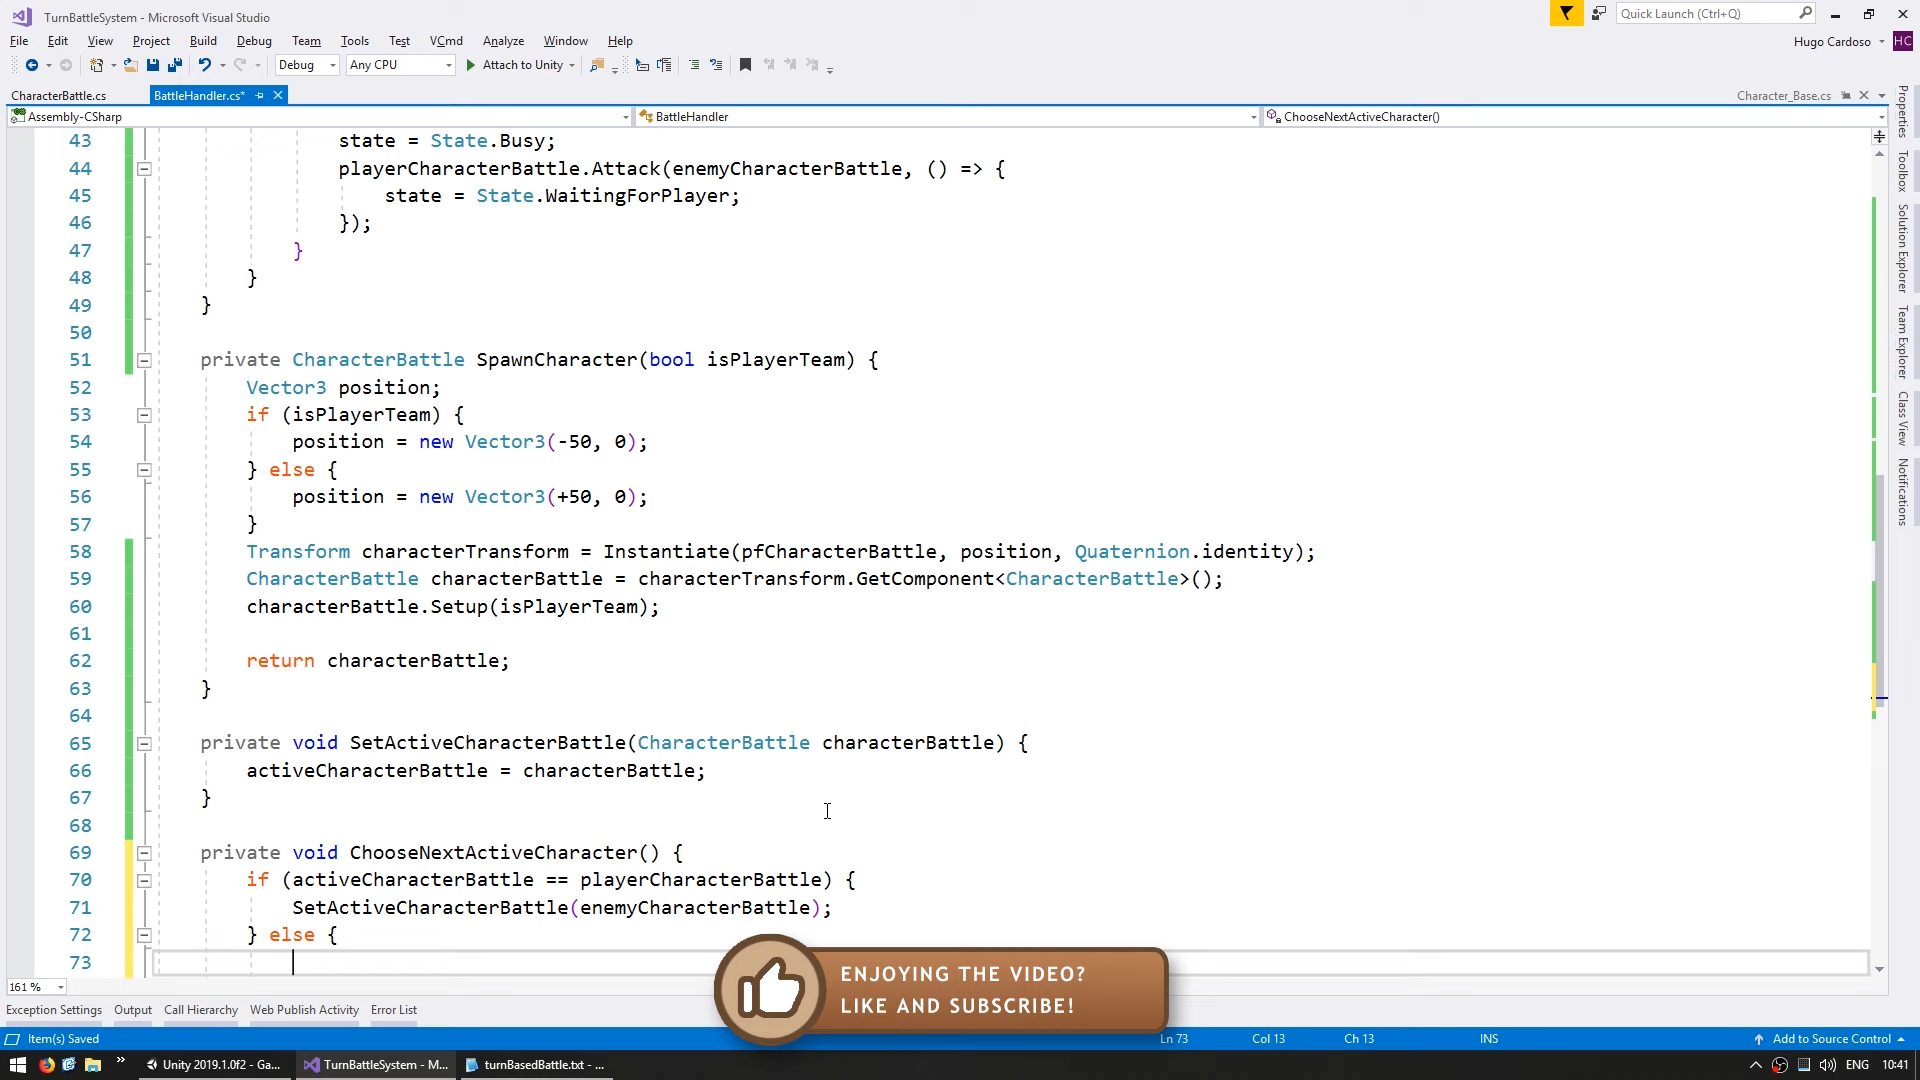 TurnBattleSystem - Microsoft Visual Studio
Quick Launch (Ctrl+Q)
File Edit View Project Build Debug Team Tools Test VCmd Analyze Window Help
Hugo Cardoso HC
Debug Any CPU Attach to Unity
CharacterBattle.cs BattleHandler.cs* Character_Base.cs
Assembly-CSharp BattleHandler ChooseNextActiveCharacter()
43 state = State.Busy;
44 playerCharacterBattle.Attack(enemyCharacterBattle, () => {
45 state = State.WaitingForPlayer;
46 });
47 }
48 }
49 }
50
51 private CharacterBattle SpawnCharacter(bool isPlayerTeam) {
52 Vector3 position;
53 if (isPlayerTeam) {
54 position = new Vector3(-50, 0);
55 } else {
56 position = new Vector3(+50, 0);
57 }
58 Transform characterTransform = Instantiate(pfCharacterBattle, position, Quaternion.identity);
59 CharacterBattle characterBattle = characterTransform.GetComponent<CharacterBattle>();
60 characterBattle.Setup(isPlayerTeam);
61
62 return characterBattle;
63 }
64
65 private void SetActiveCharacterBattle(CharacterBattle characterBattle) {
66 activeCharacterBattle = characterBattle;
67 }
68
69 private void ChooseNextActiveCharacter() {
70 if (activeCharacterBattle == playerCharacterBattle) {
71 SetActiveCharacterBattle(enemyCharacterBattle);
72 } else {
73
Properties
Toolbox
Solution Explorer
Team Explorer
Class View
Notifications
ENJOYING THE VIDEO?
LIKE AND SUBSCRIBE!
161 %
Exception Settings Output Call Hierarchy Web Publish Activity Error List
Item(s) Saved Ln 73 Col 13 Ch 13 INS Add to Source Control
Unity 2019.1.0f2 - Ga... TurnBattleSystem - M... turnBasedBattle.txt - ... ENG 10:41